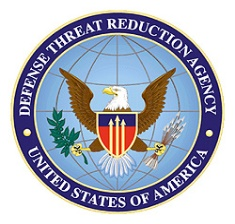 DEFENSE THREAT REDUCTION AGENCY
UNITED STATES OF AMERICA